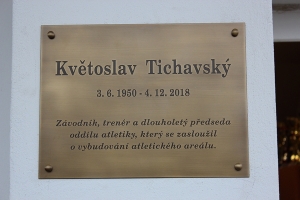 Květoslav Tichavský
3. 6. 1950 - 4. 12. 2018
Závodník, trenér a dlouholetý předseda
oddílu atletiky, který se zasloužil
o vybudování atletického areálu.